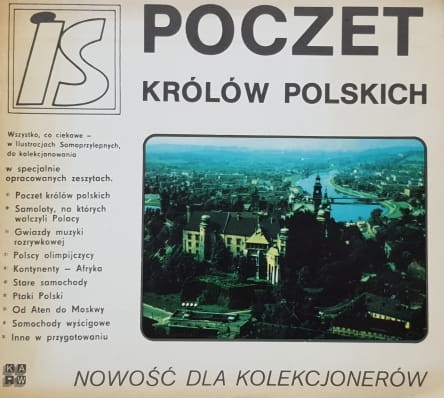 iS
POCZET
KRÓLÓW POLSKICH
Wszystko, co ciekawe –
w Ilustracjach Samoprzylepnych,
do kolekcjonowania
w specjalnie
opracowanych zeszytach.
* Poczet królów polskich
* Samoloty, na których
walczyli Polacy
* Gwiazdy muzyki
rozrywkowej
* Polscy olimpijczycy
* Kontynenty – Afryka
* Stare samochody
* Ptaki Polski
* Od Aten do Moskwy
* Samochody wyścigowe
* Inne w przygotowaniu
KAW
NOWOŚĆ DLA KOLEKCJONERÓW